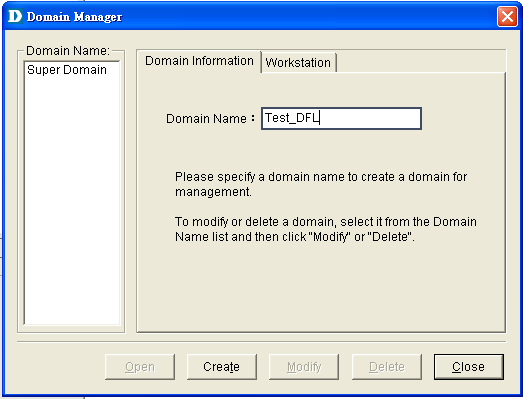 D Domain Manager
Domain Name:
Super Domain
Domain Information Workstation
Domain Name : Test_DFL
Please specify a domain name to create a domain for
management.
To modify or delete a domain, select it from the Domain
Name list and then click "Modify" or "Delete".
Open Create Modify Delete Close